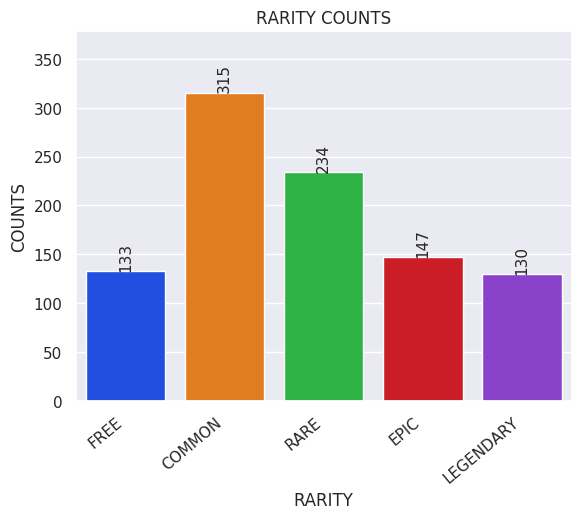 RARITY COUNTS
COUNTS
350
300
250
200
150
100
50
0
133
315
234
147
130
FREE
COMMON
RARE
EPIC
LEGENDARY
RARITY